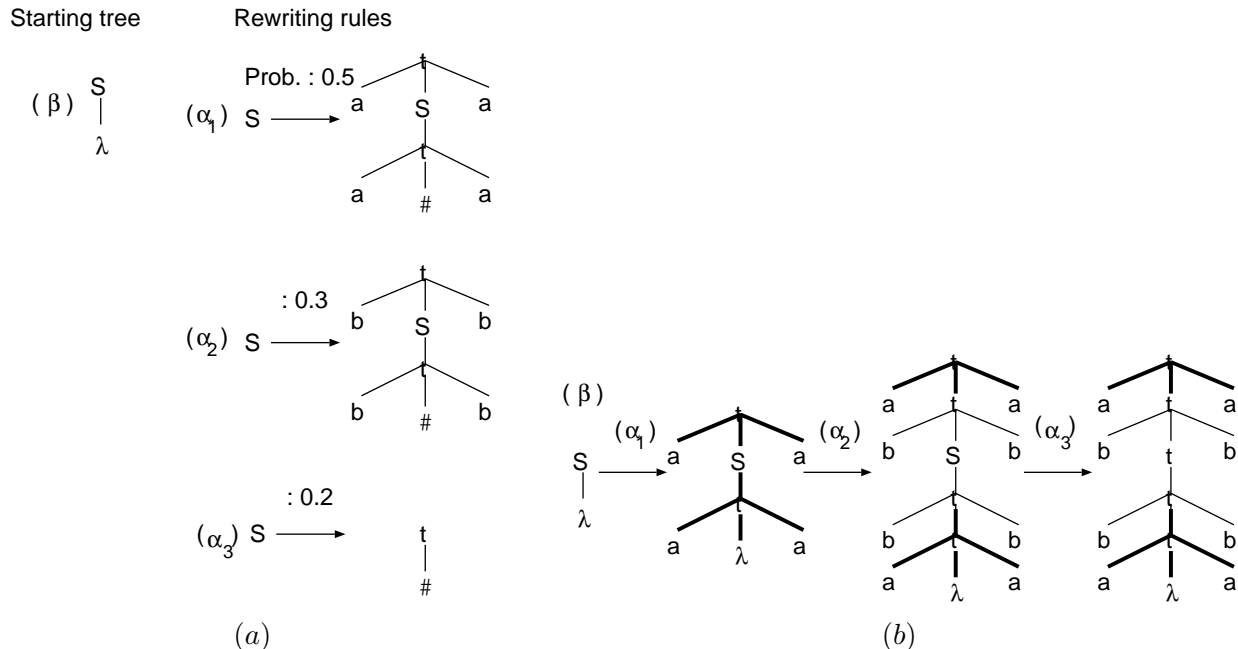 Starting tree Rewriting rules
(β) S λ
Prob. : 0.5
(α1) S t a a S t a a #
: 0.3
(α2) S t b b S t b b #
: 0.2
(α3) S t #
(a)
(β) S λ
(α1) t a a S t a a λ
(α2) t a a t b b S t b b t a a λ
(α3) t a a t b b t t b b t a a λ
(b)